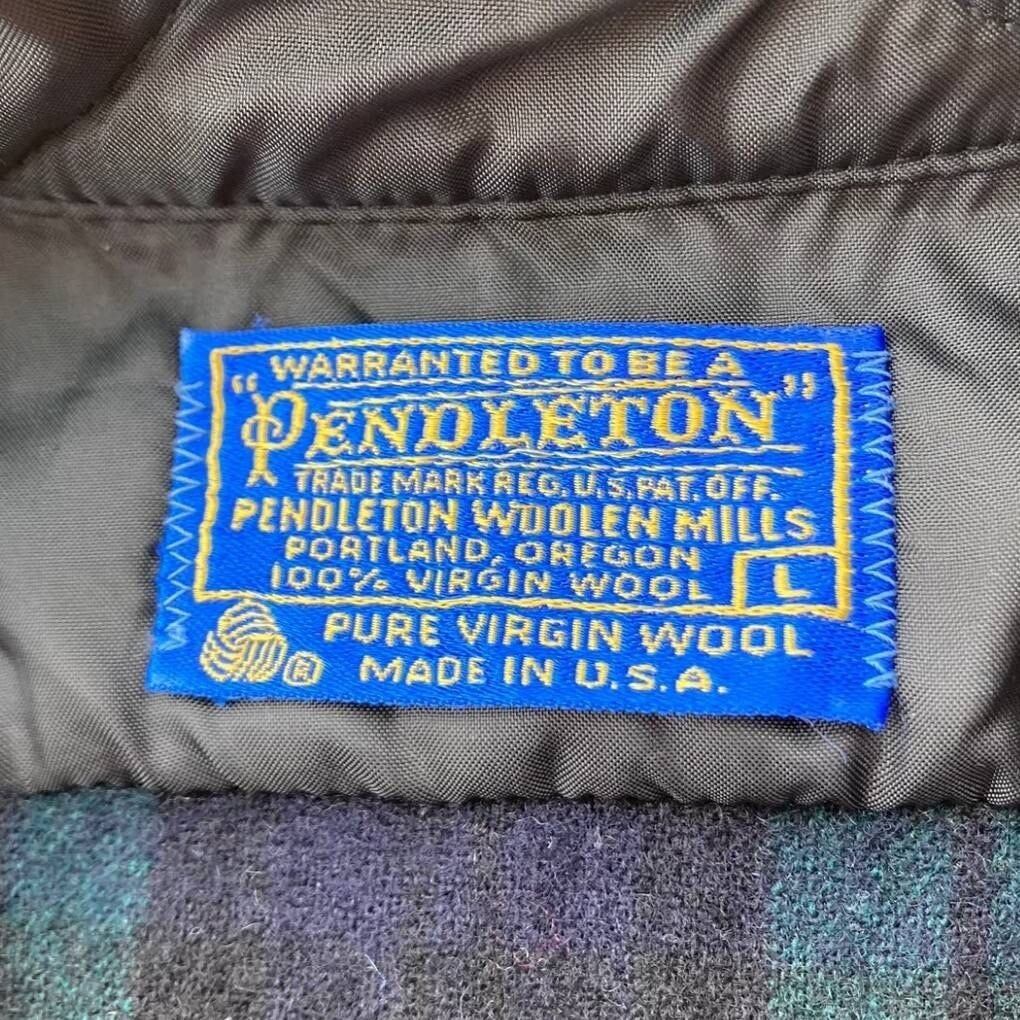 WARRANTED TO BE A
"PENDLETON"
TRADE MARK REG. U.S. PAT. OFF.
PENDLETON WOOLEN MILLS
PORTLAND, OREGON
100% VIRGIN WOOL L
PURE VIRGIN WOOL
® MADE IN U.S.A.